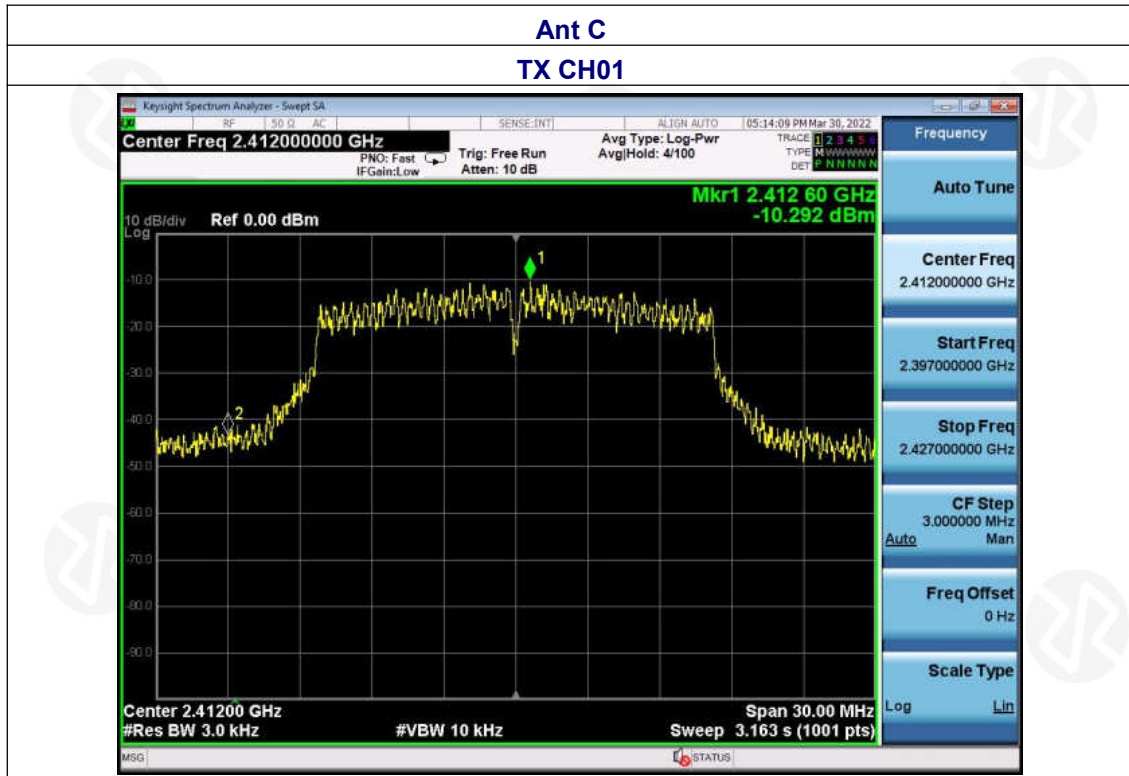 Ant C
TX CH01
Keysight Spectrum Analyzer - Swept SA
LXI RF 50 Ω AC SENSE:INT ALIGN AUTO 05:14:09 PM Mar 30, 2022
Center Freq 2.412000000 GHz
PNO: Fast
IFGain:Low
Trig: Free Run
Atten: 10 dB
Avg Type: Log-Pwr
Avg|Hold: 4/100
TRACE 1 2 3 4 5 6
TYPE M WWWWW
DET P N N N N N
Mkr1 2.412 60 GHz
-10.292 dBm
10 dB/div Ref 0.00 dBm
Log
1
-10.0
-20.0
-30.0
-40.0
2
-50.0
-60.0
-70.0
-80.0
-90.0
Center 2.41200 GHz Span 30.00 MHz
#Res BW 3.0 kHz #VBW 10 kHz Sweep 3.163 s (1001 pts)
MSG STATUS
Frequency
Auto Tune
Center Freq
2.412000000 GHz
Start Freq
2.397000000 GHz
Stop Freq
2.427000000 GHz
CF Step
3.000000 MHz
Auto Man
Freq Offset
0 Hz
Scale Type
Log Lin